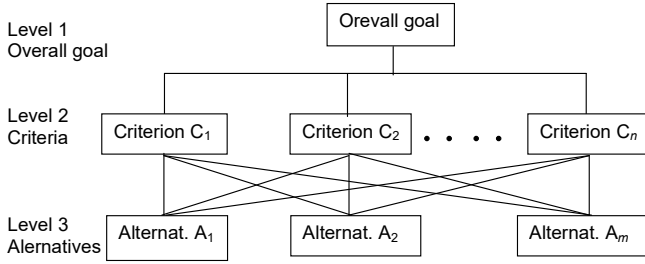 Level 1
Overall goal
Orevall goal
Level 2
Criteria
Criterion C₁
Criterion C₂
. . . .
Criterion Cₙ
Level 3
Alernatives
Alternat. A₁
Alternat. A₂
Alternat. Aₘ